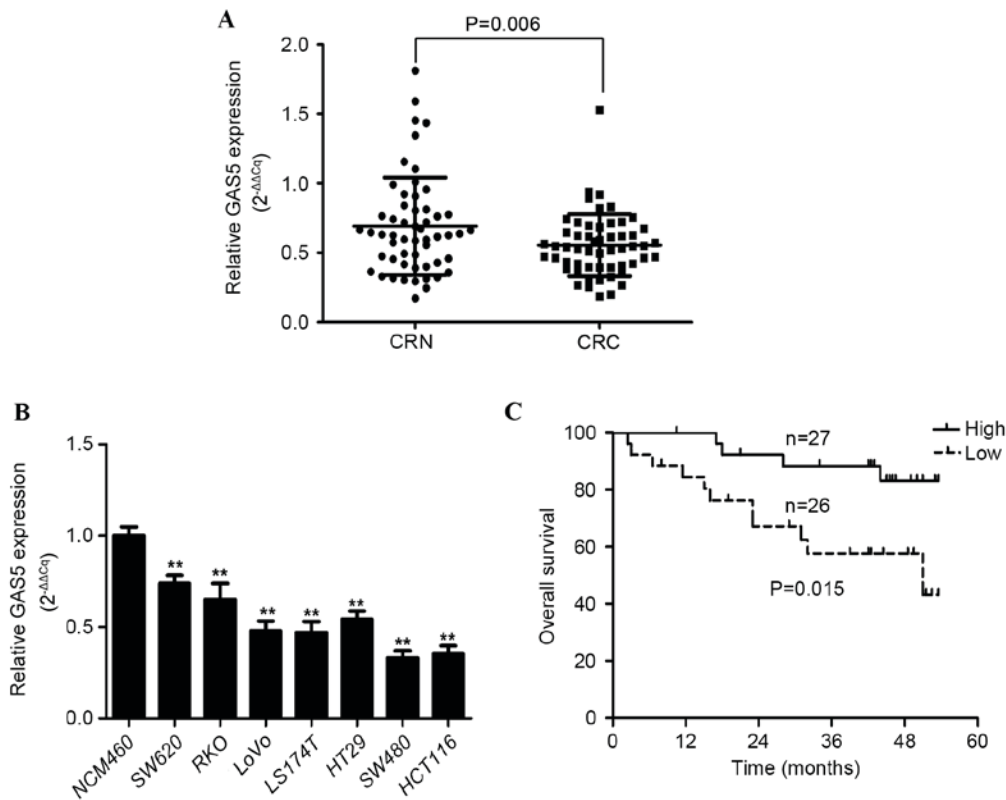 A
P=0.006
Relative GAS5 expression
(2-ΔΔCq)
2.0
1.5
1.0
0.5
0.0
CRN
CRC
B
Relative GAS5 expression
(2-ΔΔCq)
1.5
1.0
0.5
0.0
**
**
**
**
**
**
**
NCM460
SW620
RKO
LoVo
LS174T
HT29
SW480
HCT116
C
High
Low
n=27
n=26
P=0.015
Overall survival
100
80
60
40
20
0
0
12
24
36
48
60
Time (months)